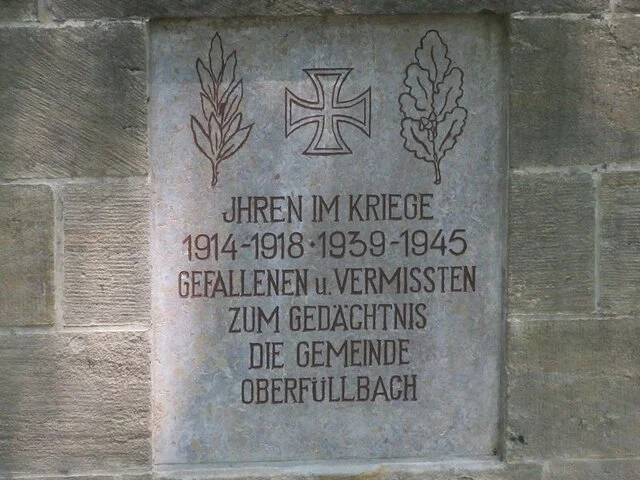 JHREN IM KRIEGE
1914-1918·1939-1945
GEFALLENEN u. VERMISSTEN
ZUM GEDÄCHTNIS
DIE GEMEINDE
OBERFÜLLBACH